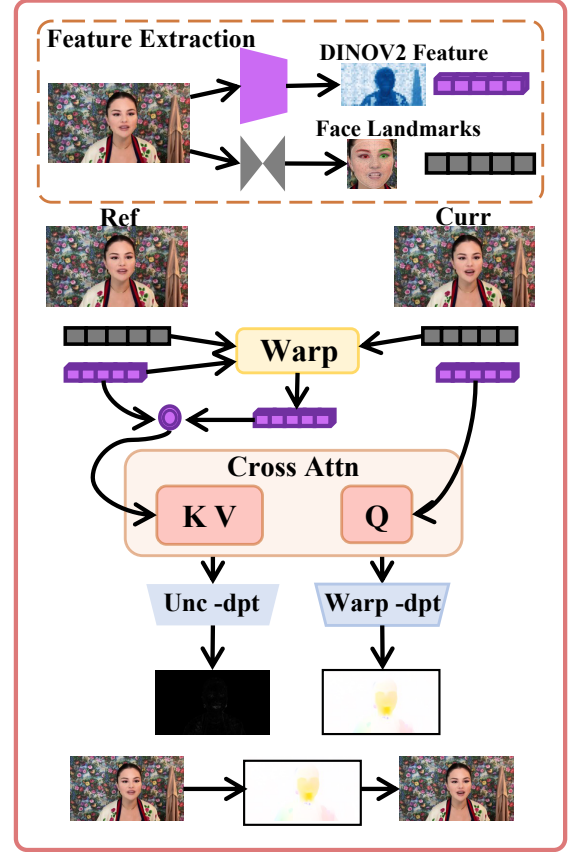 Feature Extraction
DINOV2 Feature
Face Landmarks
Ref
Curr
Warp
Cross Attn
K V
Q
Unc -dpt
Warp -dpt